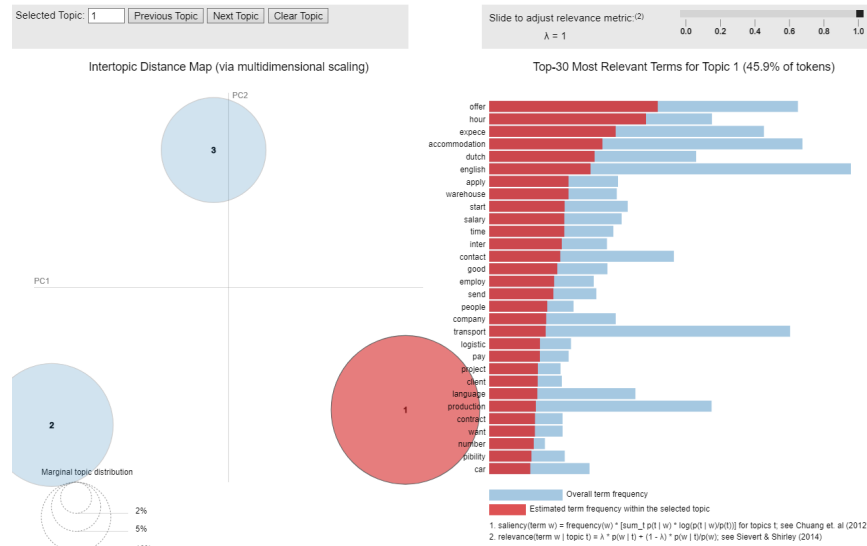 Selected Topic: 1 Previous Topic Next Topic Clear Topic
Slide to adjust relevance metric:(2)
λ = 1
0.0 0.2 0.4 0.6 0.8 1.0
Intertopic Distance Map (via multidimensional scaling)
PC2
PC1
3
1
2
Marginal topic distribution
2%
5%
Top-30 Most Relevant Terms for Topic 1 (45.9% of tokens)
offer
hour
expece
accommodation
dutch
english
apply
warehouse
start
salary
time
inter
contact
good
employ
send
people
company
transport
logistic
pay
project
client
language
production
contract
want
number
pibility
car
Overall term frequency
Estimated term frequency within the selected topic
1. saliency(term w) = frequency(w) * [sum_t p(t | w) * log(p(t | w)/p(t))] for topics t; see Chuang et. al (2012
2. relevance(term w | topic t) = λ * p(w | t) + (1 - λ) * p(w | t)/p(w); see Sievert & Shirley (2014)